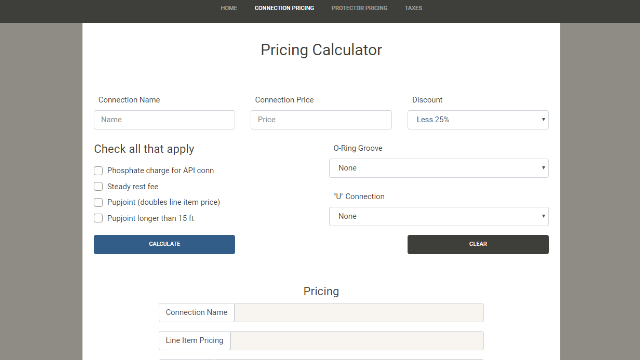 HOME CONNECTION PRICING PROTECTOR PRICING TAXES
Pricing Calculator
Connection Name Connection Price Discount
Name Price Less 25%
Check all that apply
Phosphate charge for API conn
Steady rest fee
Pupjoint (doubles line item price)
Pupjoint longer than 15 ft
O-Ring Groove
None
"U" Connection
None
CALCULATE CLEAR
Pricing
Connection Name
Line Item Pricing